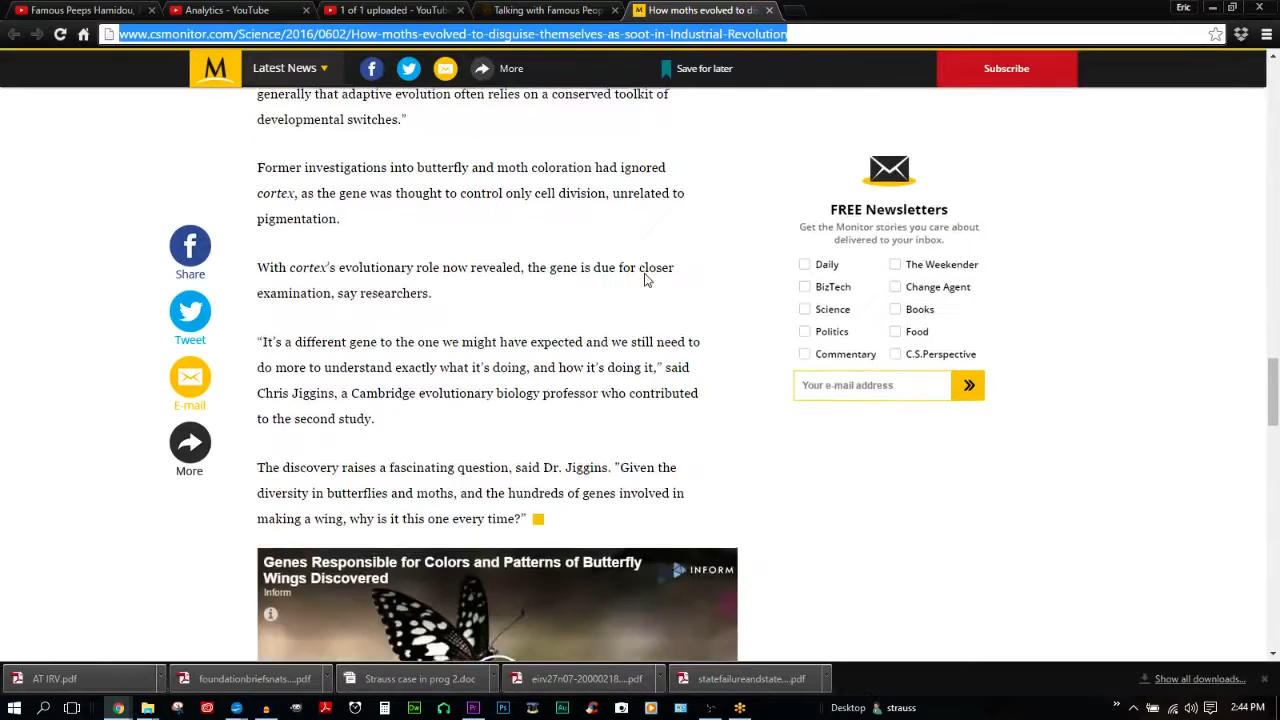 Famous Peeps Hamidou,
Analytics - YouTube
1 of 1 uploaded - YouTub
Talking with Famous Peo
How moths evolved to di
Eric
www.csmonitor.com/Science/2016/0602/How-moths-evolved-to-disguise-themselves-as-soot-in-Industrial-Revolution
M
Latest News
More
Save for later
Subscribe
generally that adaptive evolution often relies on a conserved toolkit of
developmental switches.”
Former investigations into butterfly and moth coloration had ignored
cortex, as the gene was thought to control only cell division, unrelated to
pigmentation.
With cortex's evolutionary role now revealed, the gene is due for closer
examination, say researchers.
“It's a different gene to the one we might have expected and we still need to
do more to understand exactly what it's doing, and how it's doing it,” said
Chris Jiggins, a Cambridge evolutionary biology professor who contributed
to the second study.
The discovery raises a fascinating question, said Dr. Jiggins. "Given the
diversity in butterflies and moths, and the hundreds of genes involved in
making a wing, why is it this one every time?”
Share
Tweet
E-mail
More
FREE Newsletters
Get the Monitor stories you care about
delivered to your inbox.
Daily
The Weekender
BizTech
Change Agent
Science
Books
Politics
Food
Commentary
C.S.Perspective
Your e-mail address
Genes Responsible for Colors and Patterns of Butterfly
Wings Discovered
Inform
INFORM
AT IRV.pdf
foundationbriefsnats....pdf
Strauss case in prog 2.doc
eirv27n07-20000218....pdf
statefailureandstate....pdf
Show all downloads...
Desktop
strauss
2:44 PM